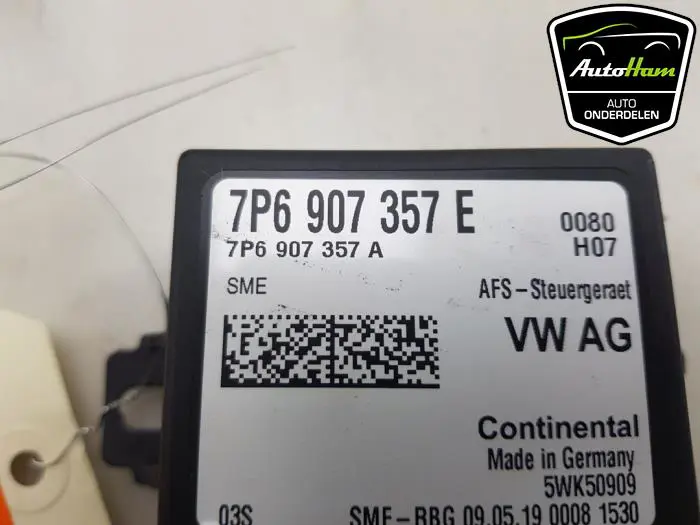 AutoHam
AUTO
ONDERDELEN
7P6 907 357 E
0080
7P6 907 357 A
H07
SME
AFS-Steuergeraet
VW AG
Continental
Made in Germany
5WK50909
03S
SME-BBG 09.05.19 0008 1530